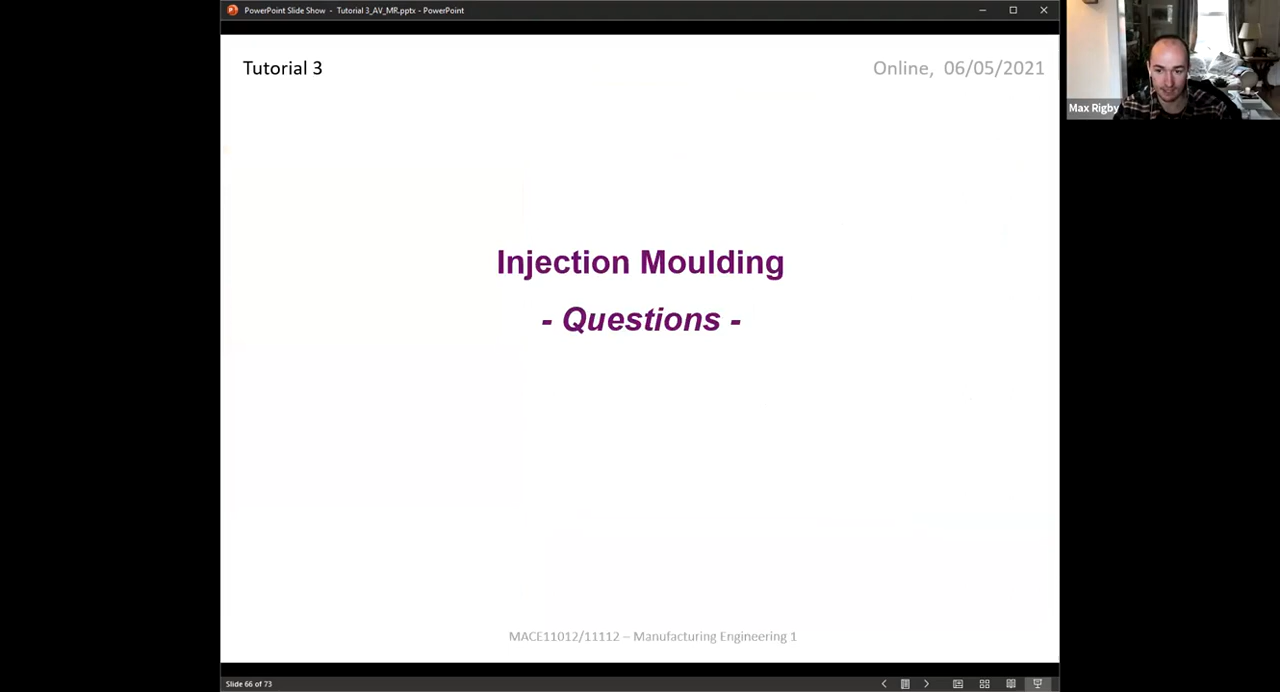 PowerPoint Slide Show - Tutorial 3_AV_MR.pptx - PowerPoint
Tutorial 3
Online, 06/05/2021
Max Rigby
Injection Moulding
- Questions -
MACE11012/11112 – Manufacturing Engineering 1
Slide 66 of 73